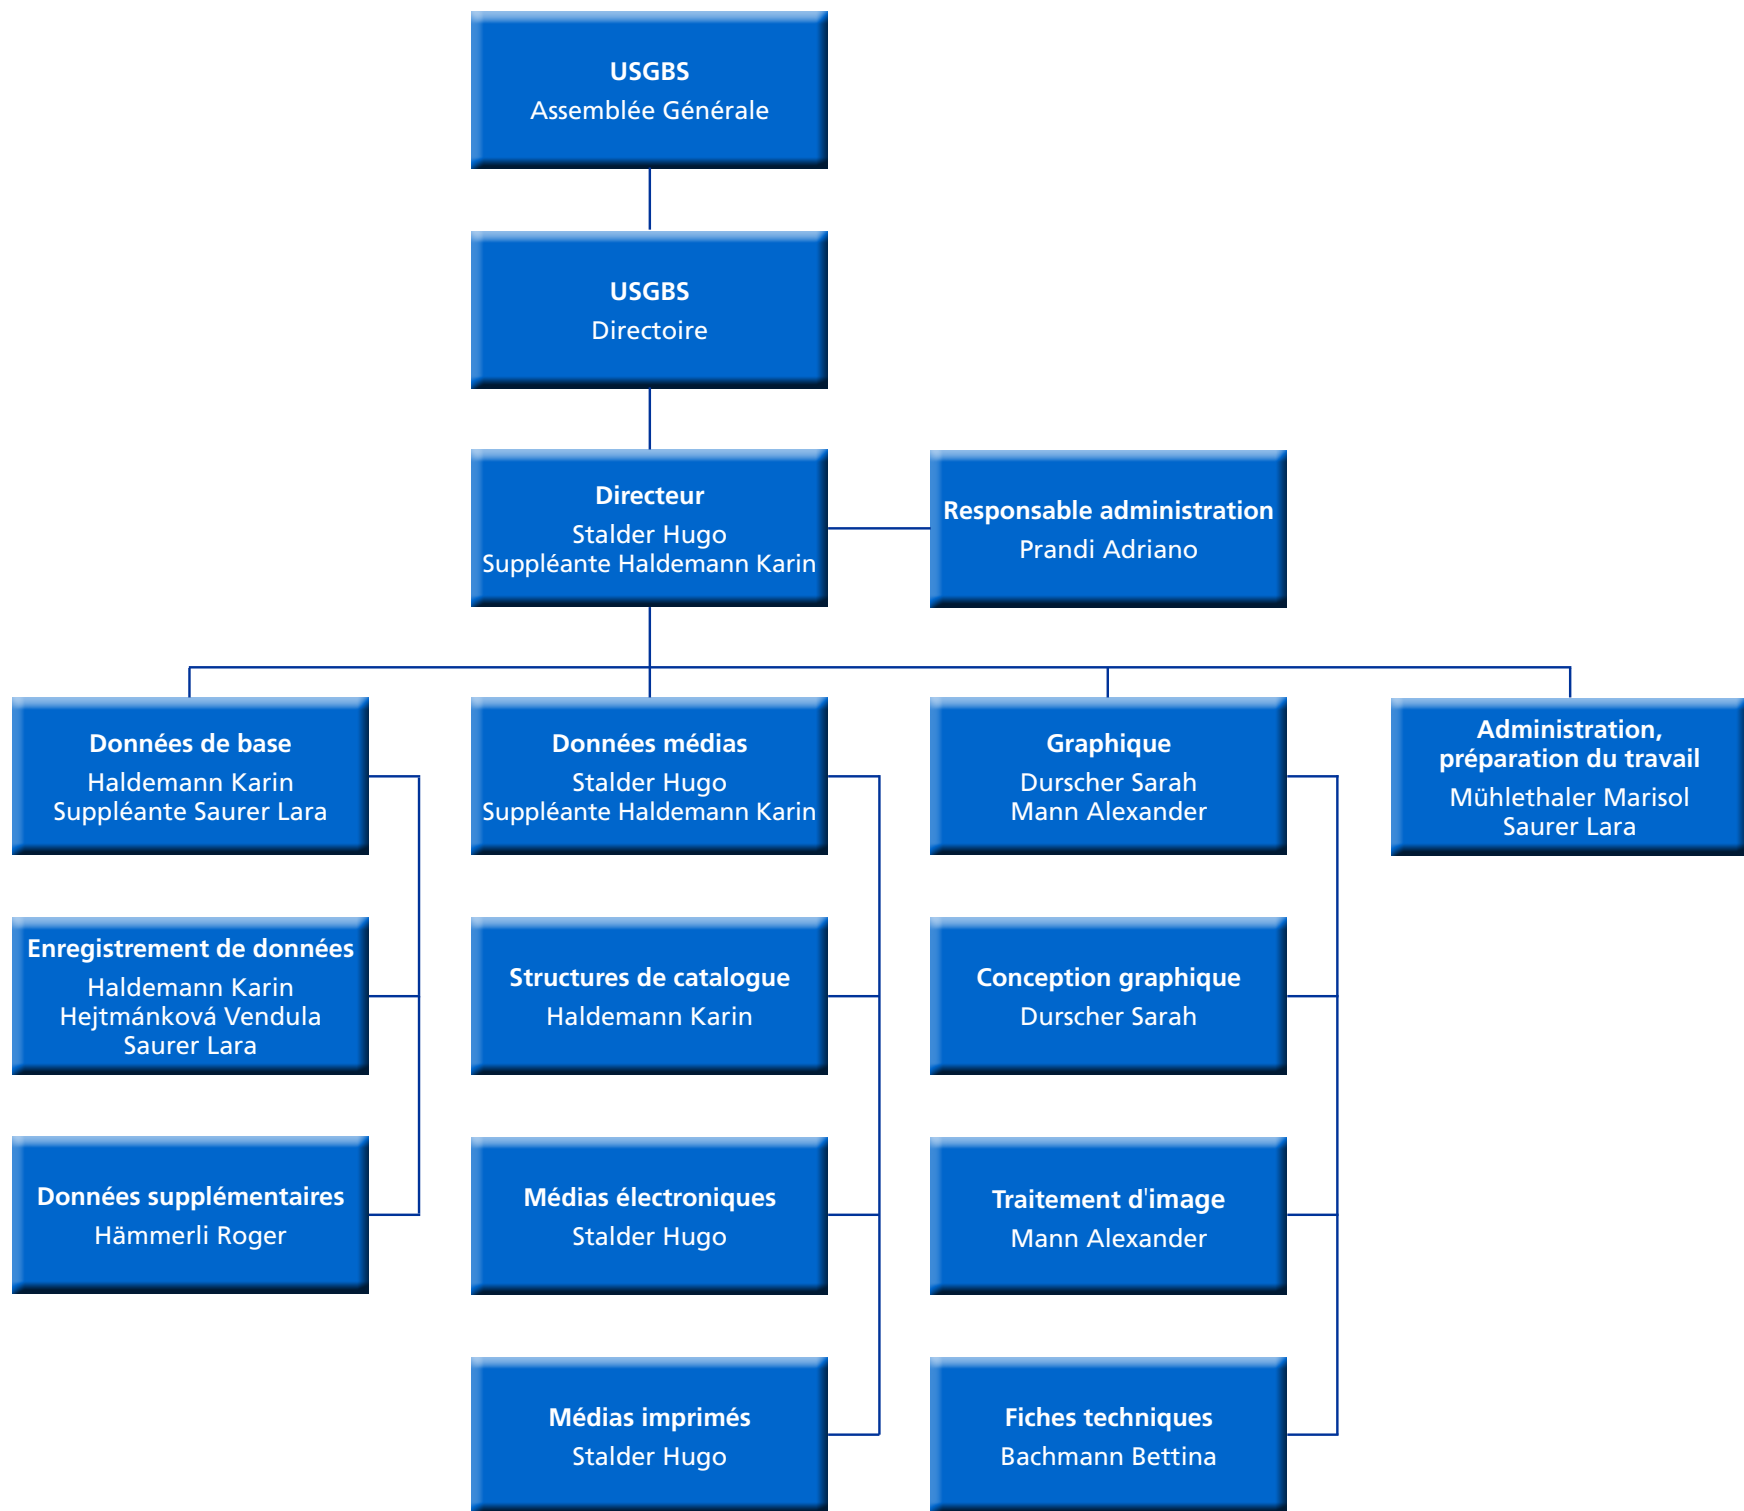 USGBS
Assemblée Générale
USGBS
Directoire
Directeur
Stalder Hugo
Suppléante Haldemann Karin
Responsable administration
Prandi Adriano
Données de base
Haldemann Karin
Suppléante Saurer Lara
Données médias
Stalder Hugo
Suppléante Haldemann Karin
Graphique
Durscher Sarah
Mann Alexander
Administration,
préparation du travail
Mühlethaler Marisol
Saurer Lara
Enregistrement de données
Haldemann Karin
Hejtmánková Vendula
Saurer Lara
Structures de catalogue
Haldemann Karin
Conception graphique
Durscher Sarah
Données supplémentaires
Hämmerli Roger
Médias électroniques
Stalder Hugo
Traitement d'image
Mann Alexander
Médias imprimés
Stalder Hugo
Fiches techniques
Bachmann Bettina